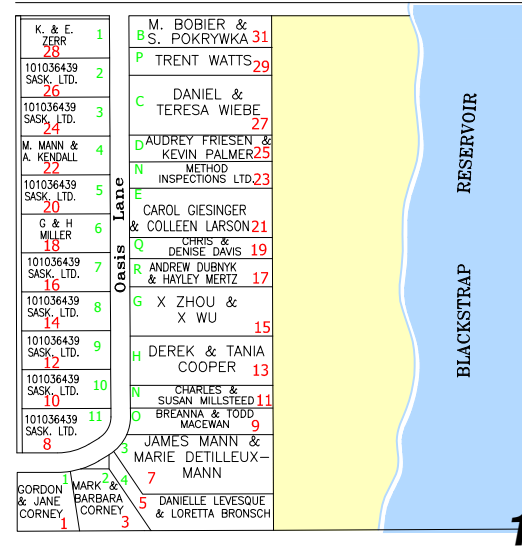 K. & E.
ZERR
1
28
101036439
SASK. LTD.
2
26
101036439
SASK. LTD.
3
24
M. MANN &
A. KENDALL
4
22
101036439
SASK. LTD.
5
20
G & H
MILLER
6
18
101036439
SASK. LTD.
7
16
101036439
SASK. LTD.
8
14
101036439
SASK. LTD.
9
12
101036439
SASK. LTD.
10
10
101036439
SASK. LTD.
11
8
Oasis Lane
B M. BOBIER &
S. POKRYWKA 31
P TRENT WATTS 29
C DANIEL &
TERESA WIEBE
27
D AUDREY FRIESEN &
KEVIN PALMER 25
N METHOD
INSPECTIONS LTD. 23
E
CAROL GIESINGER
& COLLEEN LARSON 21
Q CHRIS &
DENISE DAVIS 19
R ANDREW DUBNYK
& HAYLEY MERTZ 17
G X ZHOU &
X WU
15
H DEREK & TANIA
COOPER 13
N CHARLES &
SUSAN MILLSTEED 11
O BREANNA & TODD
MACEWAN 9
3 JAMES MANN &
MARIE DETILLEUX-
MANN
7
4
5 DANIELLE LEVESQUE
& LORETTA BRONSCH
1
GORDON
& JANE
CORNEY
1
2
MARK &
BARBARA
CORNEY
3
BLACKSTRAP RESERVOIR
1